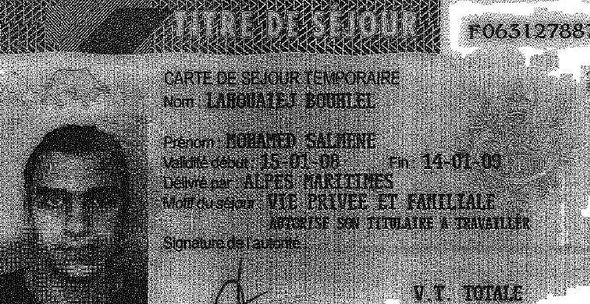 TITRE DE SÉJOUR
F063127887
CARTE DE SEJOUR TEMPORAIRE
Nom : LAHOUAIEJ BOUHLEL
Prénom : MOHAMED SALMENE
Validité début : 15-01-08 Fin 14-01-09
Délivré par : ALPES MARITIMES
Motif du séjour : VIE PRIVEE ET FAMILIALE
AUTORISE SON TITULAIRE A TRAVAILLER
Signature de l'autorité :
V T TOTALE